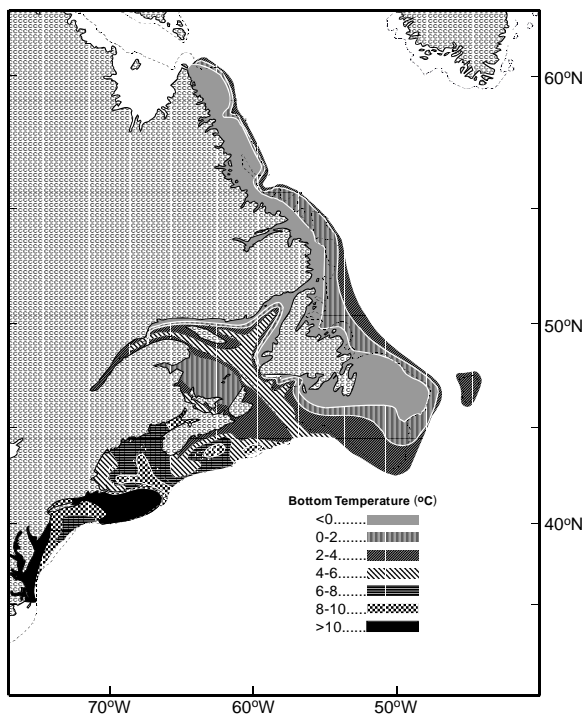 60ºN
50ºN
Bottom Temperature (ºC)
<0........
0-2.......
2-4.......
4-6.......
6-8.......
8-10.....
>10......
40ºN
70ºW 60ºW 50ºW